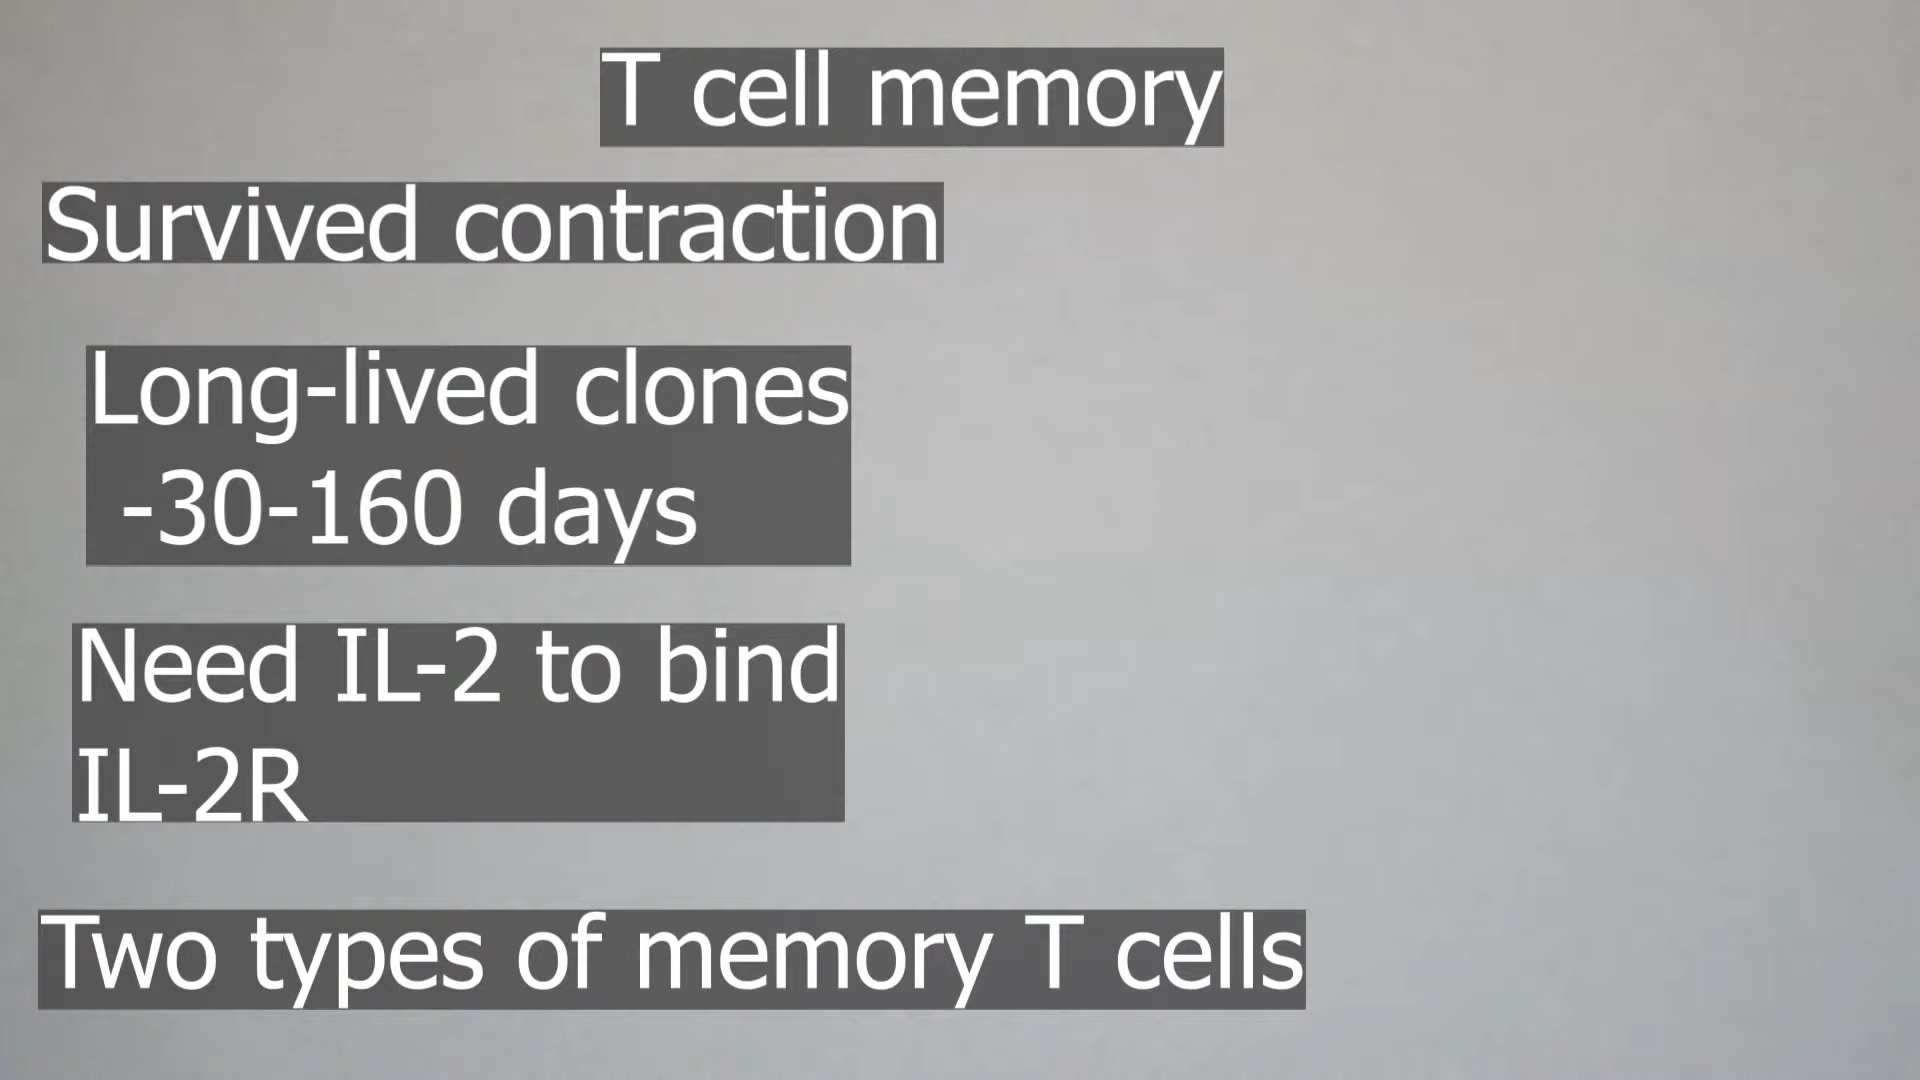 T cell memory
Survived contraction
Long-lived clones
-30-160 days
Need IL-2 to bind
IL-2R
Two types of memory T cells